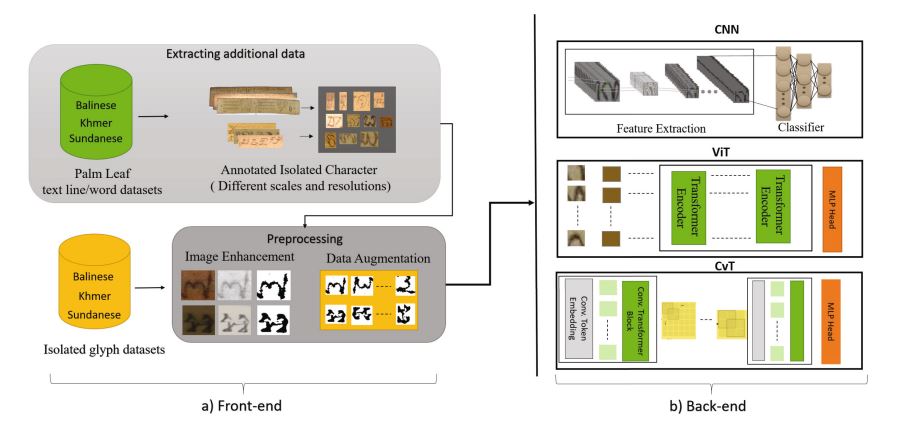 Extracting additional data
Balinese
Khmer
Sundanese
Palm Leaf
text line/word datasets
Annotated Isolated Character
( Different scales and resolutions)
Balinese
Khmer
Sundanese
Isolated glyph datasets
Preprocessing
Image Enhancement
Data Augmentation
a) Front-end
CNN
Feature Extraction
Classifier
ViT
Transformer
Encoder
Transformer
Encoder
MLP Head
CvT
Conv. Token
Embedding
Conv. Transformer
Block
MLP Head
b) Back-end